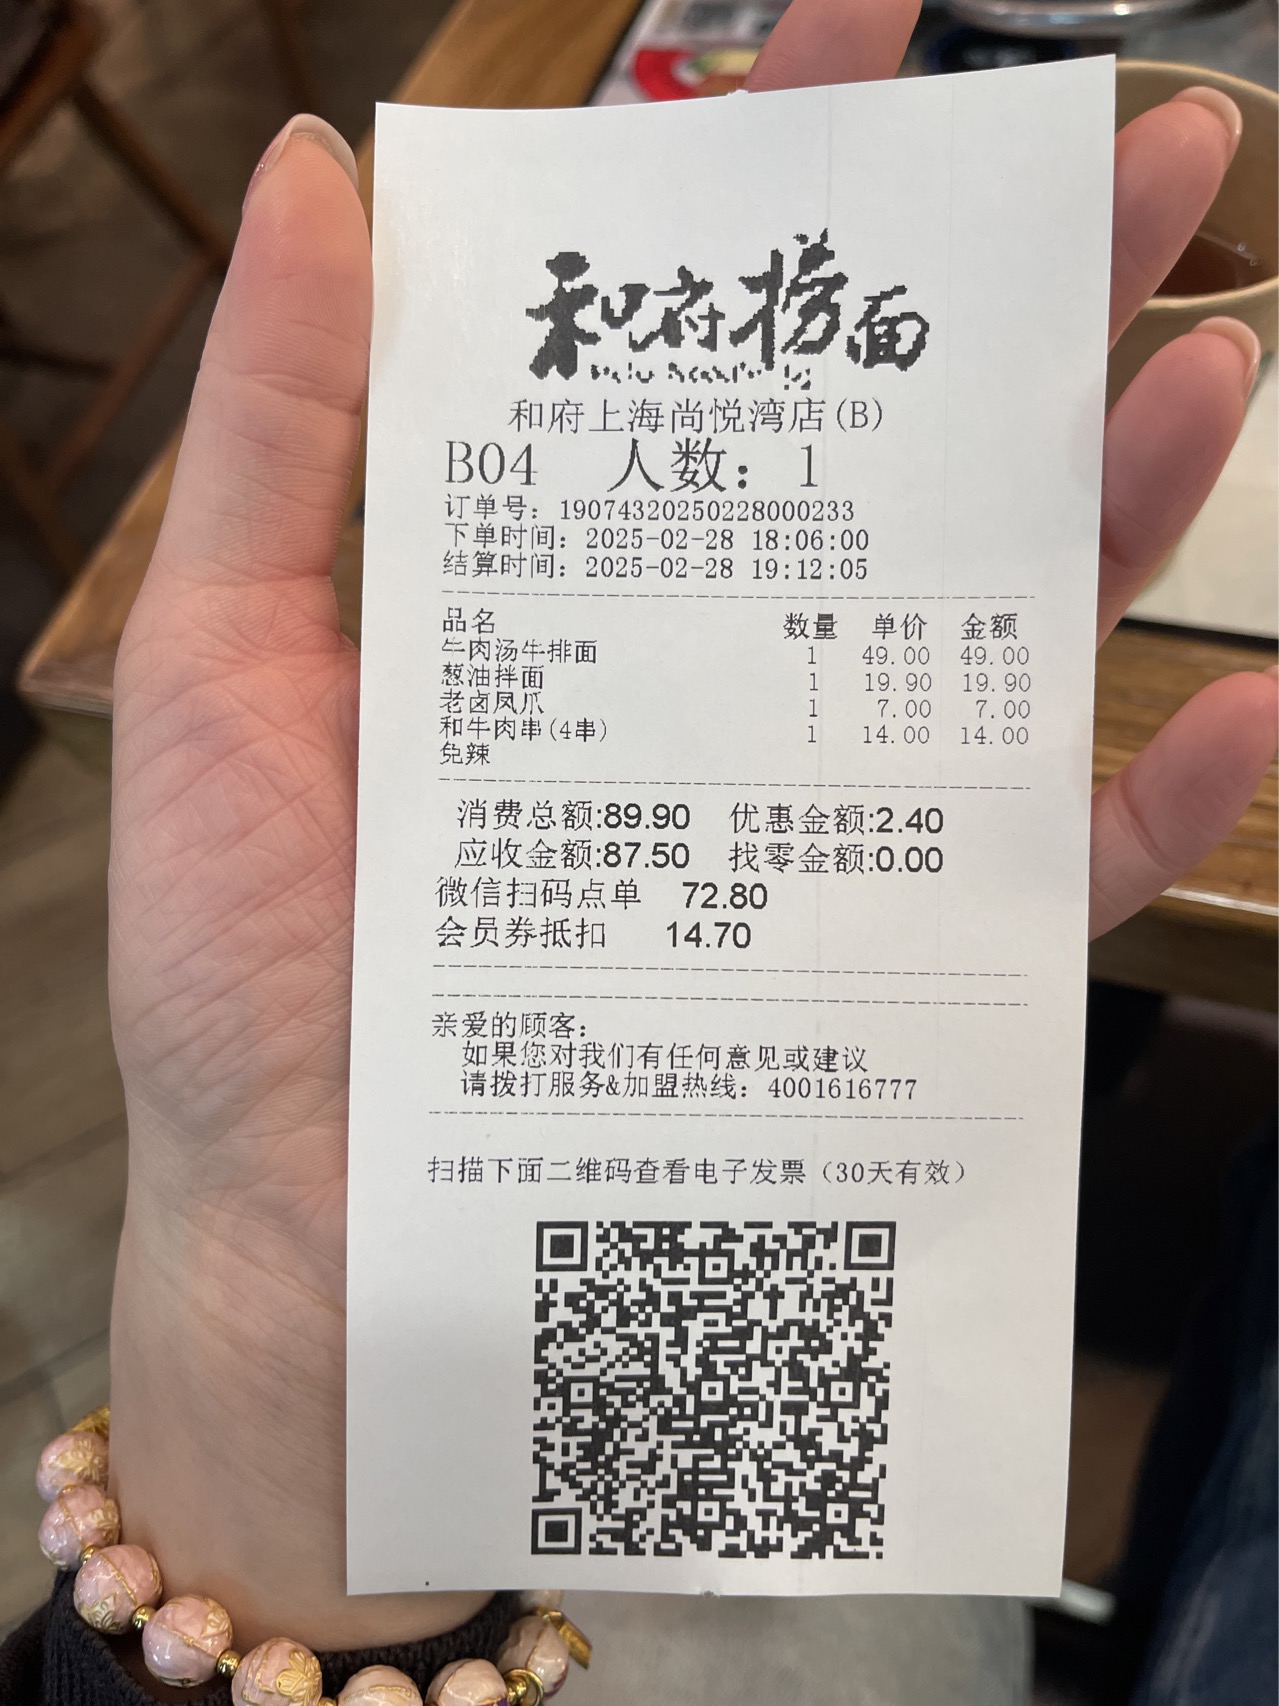 和府捞面
和府上海尚悦湾店(B)
B04 人数: 1
订单号: 19074320250228000233
下单时间: 2025-02-28 18:06:00
结算时间: 2025-02-28 19:12:05
品名 数量 单价 金额
牛肉汤牛排面 1 49.00 49.00
葱油拌面 1 19.90 19.90
老卤凤爪 1 7.00 7.00
和牛肉串(4串) 1 14.00 14.00
免辣
消费总额:89.90 优惠金额:2.40
应收金额:87.50 找零金额:0.00
微信扫码点单 72.80
会员券抵扣 14.70
亲爱的顾客:
如果您对我们有任何意见或建议
请拨打服务&加盟热线: 4001616777
扫描下面二维码查看电子发票（30天有效）